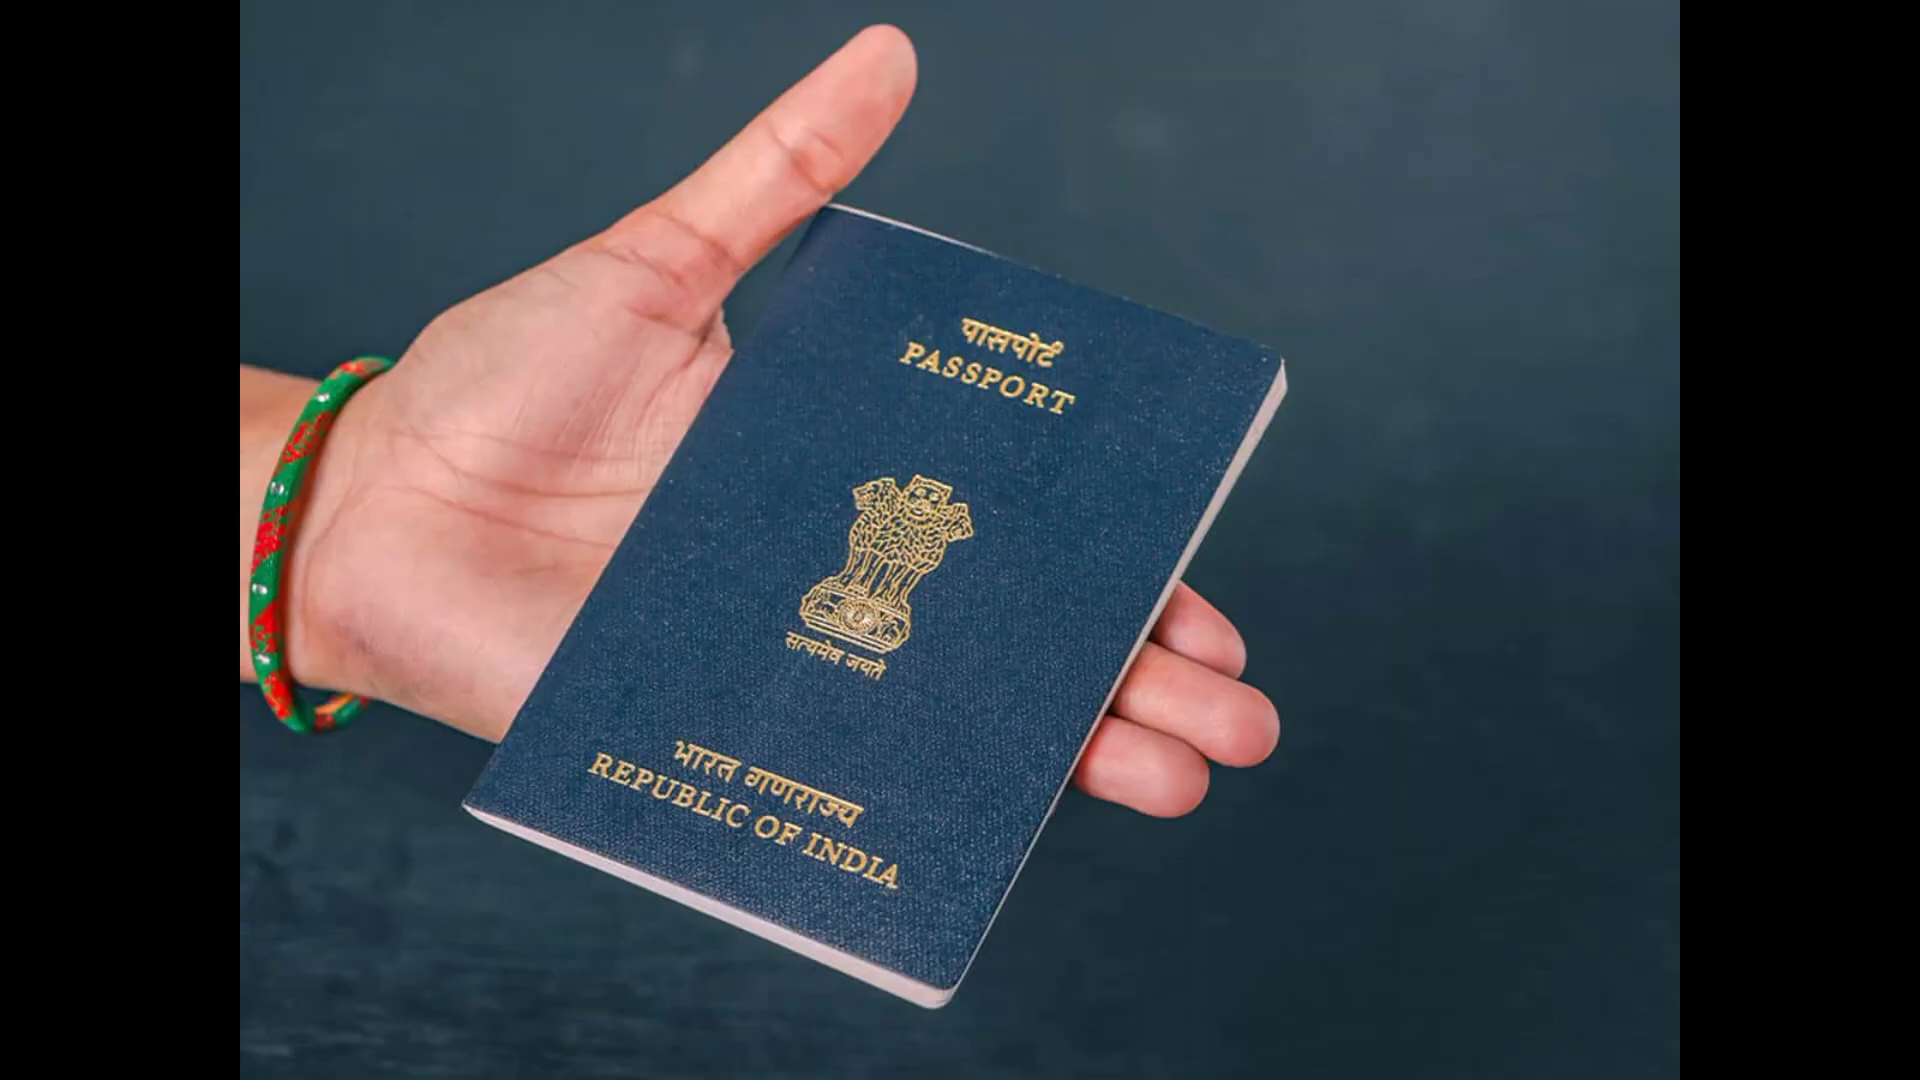 पासपोर्ट
PASSPORT
सत्यमेव जयते
भारत गणराज्य
REPUBLIC OF INDIA